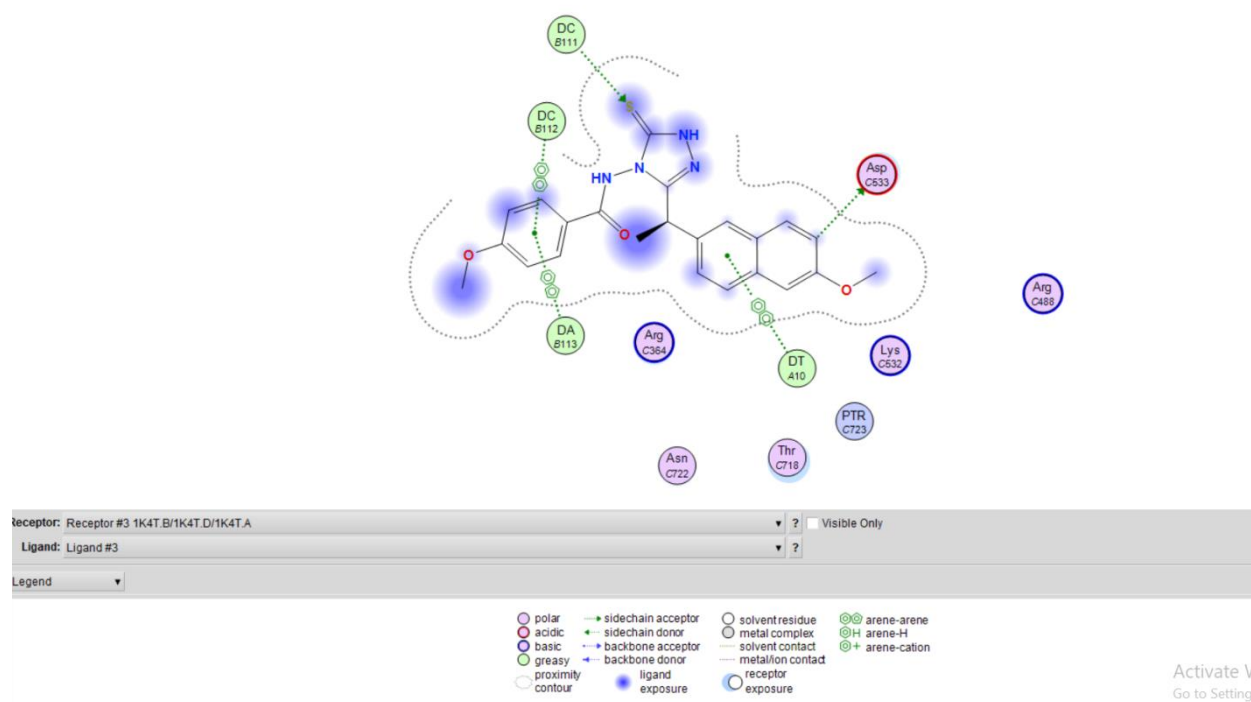 DC
B111
DC
B112
S
NH
N
N
HN
O
O
O
Asp
C533
Arg
C488
DA
B113
Arg
C364
DT
A10
Lys
C532
PTR
C723
Asn
C722
Thr
C718
Receptor: Receptor #3 1K4T.B/1K4T.D/1K4T.A ? Visible Only
Ligand: Ligand #3 ?
Legend
polar sidechain acceptor solvent residue arene-arene
acidic sidechain donor metal complex H arene-H
basic backbone acceptor solvent contact + arene-cation
greasy backbone donor metal/ion contact
proximity contour ligand exposure receptor exposure
Activate W
Go to Setting